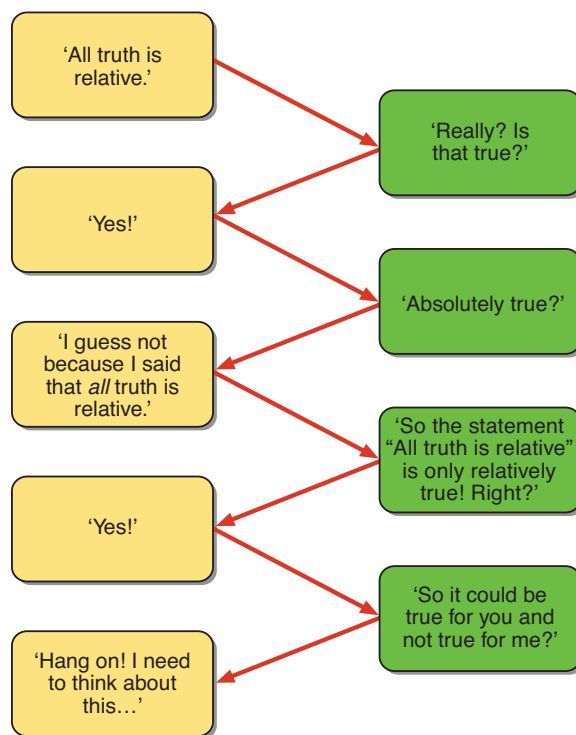 ‘All truth is
relative.’
‘Really? Is
that true?’
‘Yes!’
‘Absolutely true?’
‘I guess not
because I said
that all truth is
relative.’
‘So the statement
“All truth is relative”
is only relatively
true! Right?’
‘Yes!’
‘So it could be
true for you and
not true for me?’
‘Hang on! I need
to think about
this…’